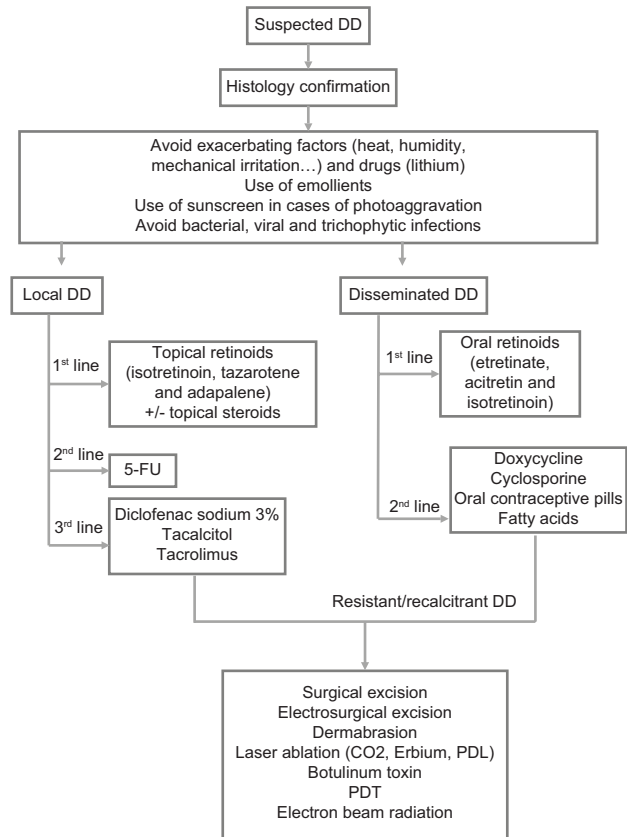 Suspected DD
Histology confirmation
Avoid exacerbating factors (heat, humidity,
mechanical irritation…) and drugs (lithium)
Use of emollients
Use of sunscreen in cases of photoaggravation
Avoid bacterial, viral and trichophytic infections
Local DD
1st line
Topical retinoids
(isotretinoin, tazarotene
and adapalene)
+/- topical steroids
2nd line
5-FU
3rd line
Diclofenac sodium 3%
Tacalcitol
Tacrolimus
Disseminated DD
1st line
Oral retinoids
(etretinate,
acitretin and
isotretinoin)
2nd line
Doxycycline
Cyclosporine
Oral contraceptive pills
Fatty acids
Resistant/recalcitrant DD
Surgical excision
Electrosurgical excision
Dermabrasion
Laser ablation (CO2, Erbium, PDL)
Botulinum toxin
PDT
Electron beam radiation